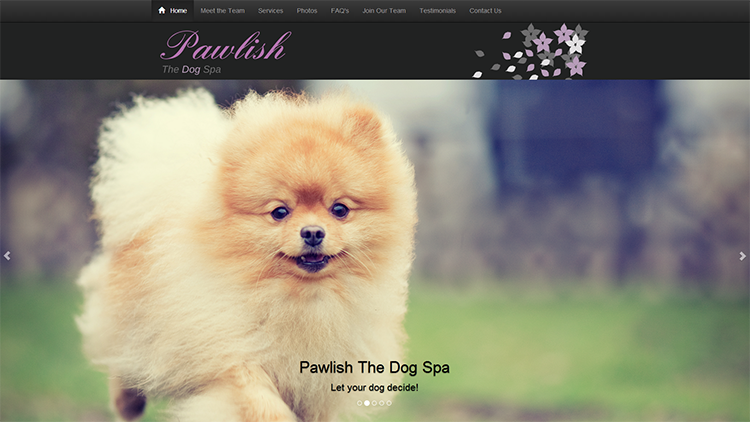 Home Meet the Team Services Photos FAQ's Join Our Team Testimonials Contact Us
Pawlish
The Dog Spa
Pawlish The Dog Spa
Let your dog decide!